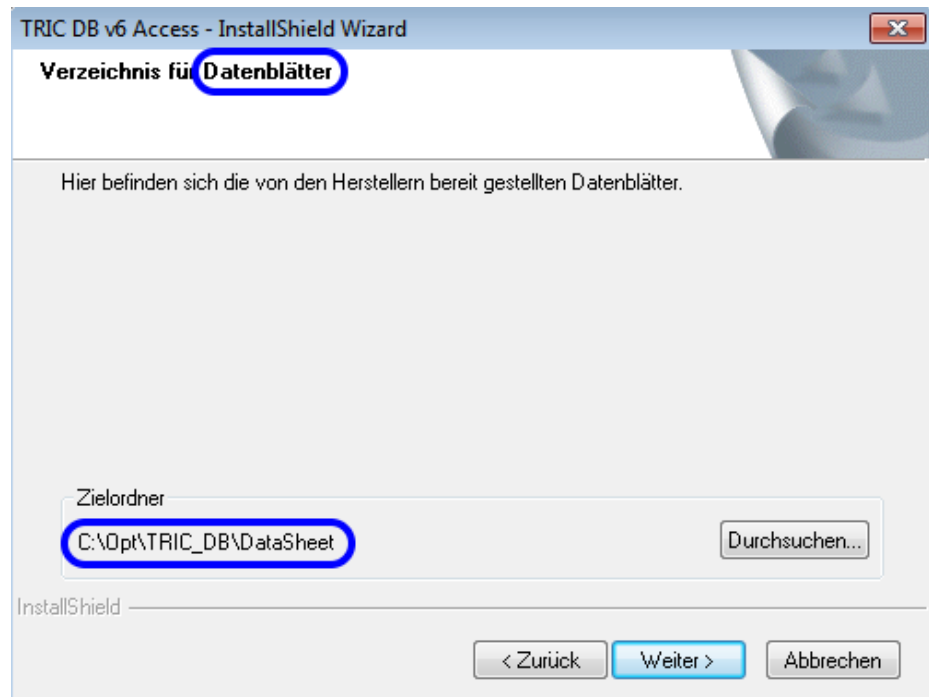 TRIC DB v6 Access - InstallShield Wizard
Verzeichnis für Datenblätter
Hier befinden sich die von den Herstellern bereit gestellten Datenblätter.
Zielordner
C:\Opt\TRIC_DB\DataSheet
Durchsuchen...
InstallShield
< Zurück
Weiter >
Abbrechen